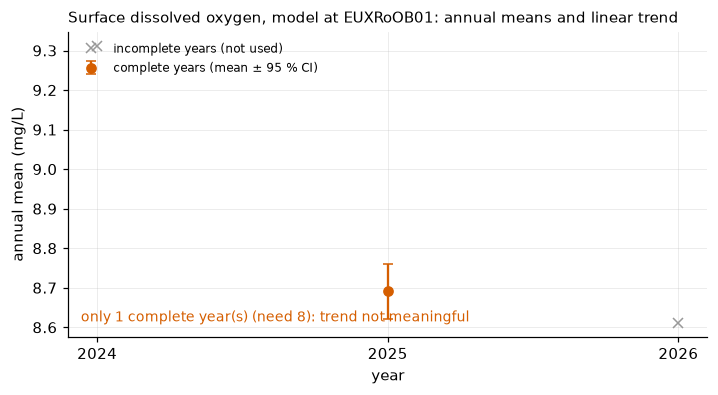 Surface dissolved oxygen, model at EUXRoOB01: annual means and linear trend
incomplete years (not used)
complete years (mean ± 95 % CI)
9.3
9.2
9.1
9.0
8.9
8.8
8.7
8.6
annual mean (mg/L)
only 1 complete year(s) (need 8): trend not meaningful
2024
2025
2026
year